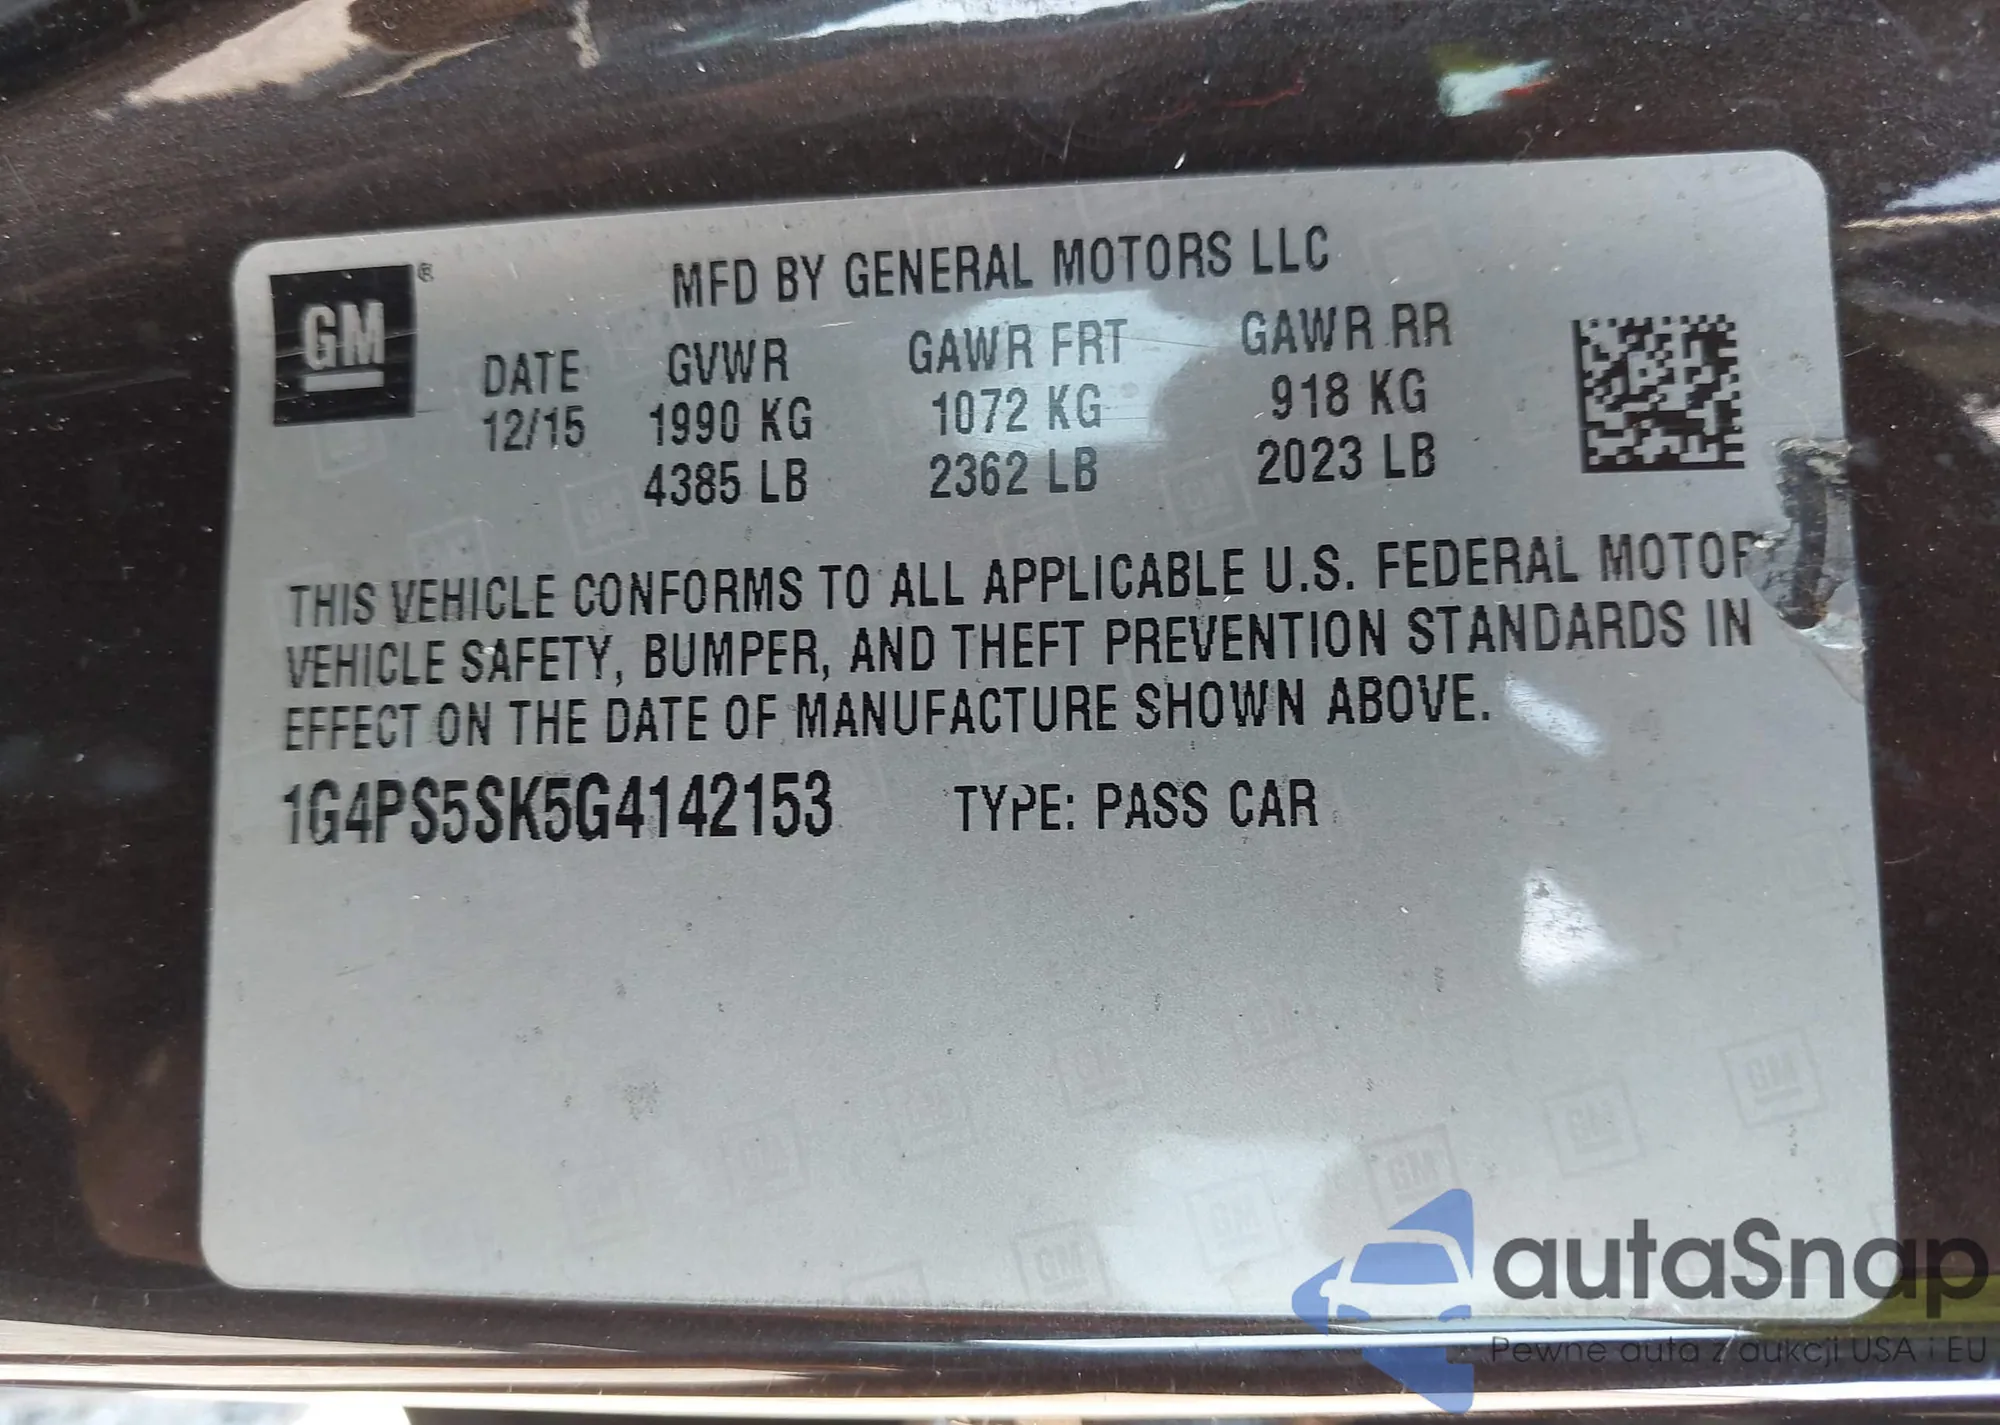 GM ®
MFD BY GENERAL MOTORS LLC
DATE GVWR GAWR FRT GAWR RR
12/15 1990 KG 1072 KG 918 KG
4385 LB 2362 LB 2023 LB
THIS VEHICLE CONFORMS TO ALL APPLICABLE U.S. FEDERAL MOTOR
VEHICLE SAFETY, BUMPER, AND THEFT PREVENTION STANDARDS IN
EFFECT ON THE DATE OF MANUFACTURE SHOWN ABOVE.
1G4PS5SK5G4142153 TYPE: PASS CAR
autaSnap
Pewne auta z aukcji USA i EU